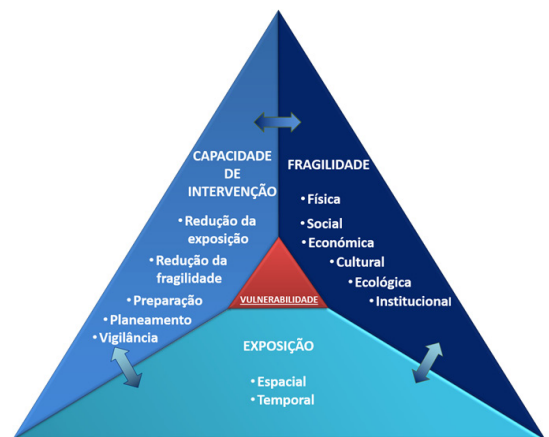 CAPACIDADE
DE
INTERVENÇÃO
• Redução da
exposição
• Redução da
fragilidade
• Preparação
• Planeamento
• Vigilância
FRAGILIDADE
• Física
• Social
• Económica
• Cultural
• Ecológica
• Institucional
VULNERABILIDADE
EXPOSIÇÃO
• Espacial
• Temporal